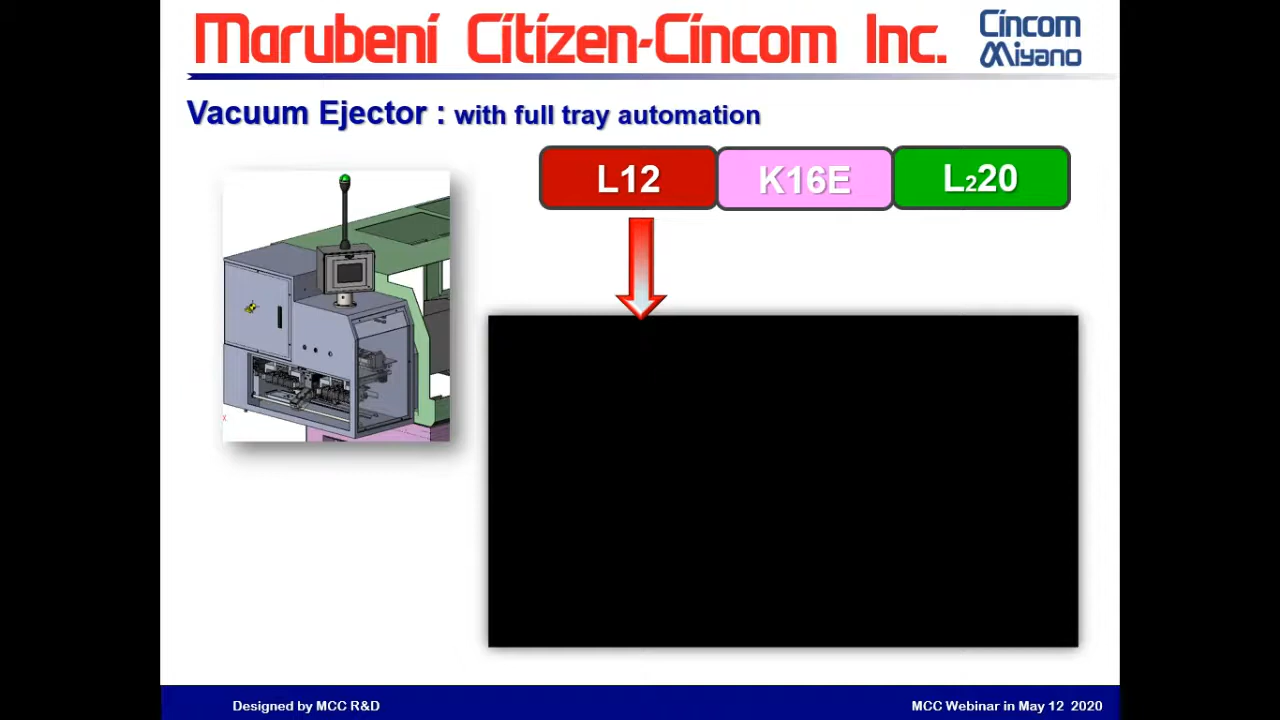 Marubeni Citizen-Cincom Inc.
Cincom
Miyano
Vacuum Ejector : with full tray automation
L12
K16E
L220
X
Designed by MCC R&D
MCC Webinar in May 12 2020